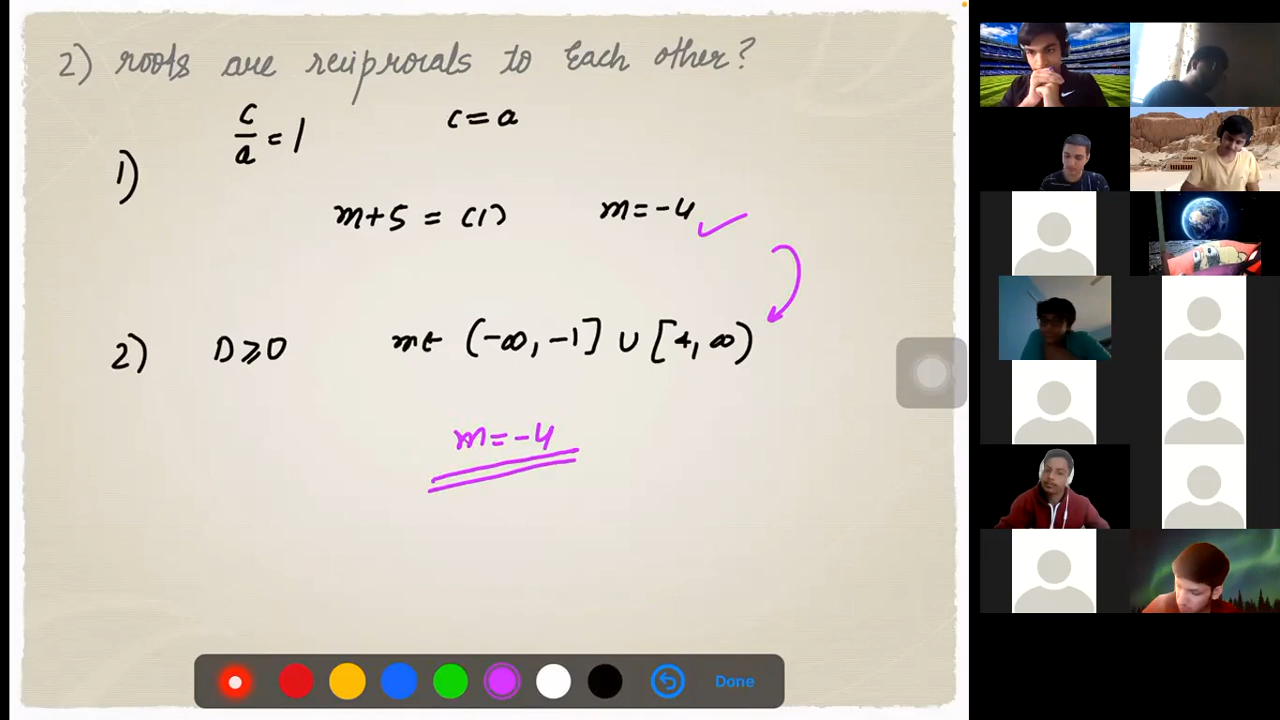 2) roots are reciprocals to Each other?
c/a = 1 c = a
1)
m+5 = (1) m = -4
2) D ≥ 0 m ∈ (-∞, -1] ∪ [4, ∞)
m = -4
Done